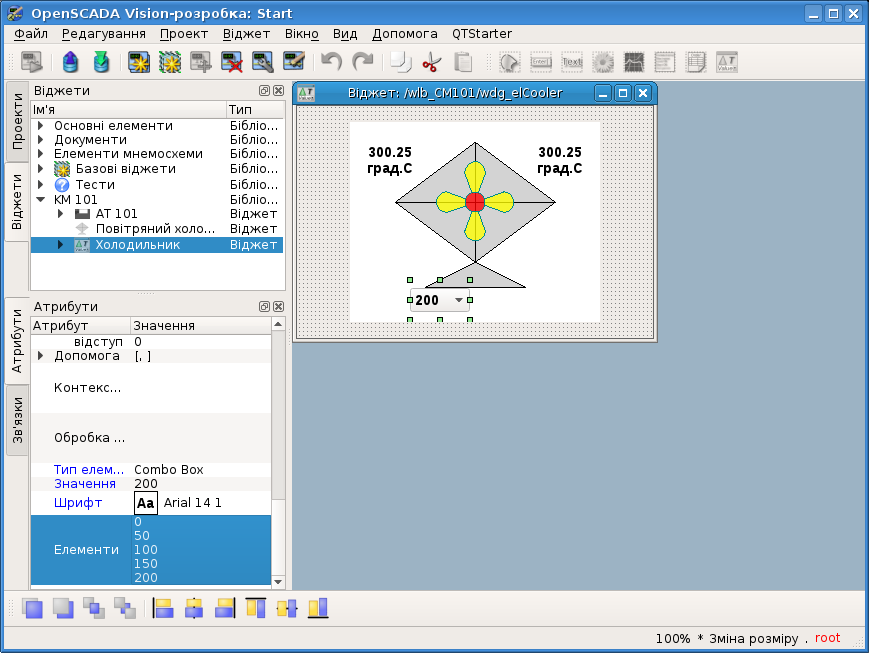 OpenSCADA Vision-розробка: Start
Файл Редагування Проект Віджет Вікно Вид Допомога QTStarter
Проекти
Віджети
Віджети
Ім'я Тип
Основні елементи Бібліо...
Документи Бібліо...
Елементи мнемосхеми Бібліо...
Базові віджети Бібліо...
Тести Бібліо...
КМ 101 Бібліо...
АТ 101 Віджет
Повітряний холо... Віджет
Холодильник Віджет
Атрибути
Зв'язки
Атрибути
Атрибут Значення
відступ 0
Допомога [, ]
Контекс...
Обробка ...
Тип елем... Combo Box
Значення 200
Шрифт Aa Arial 14 1
Елементи
0
50
100
150
200
Віджет: /wlb_CM101/wdg_elCooler
300.25
град.С
300.25
град.С
200
100% * Зміна розміру . root